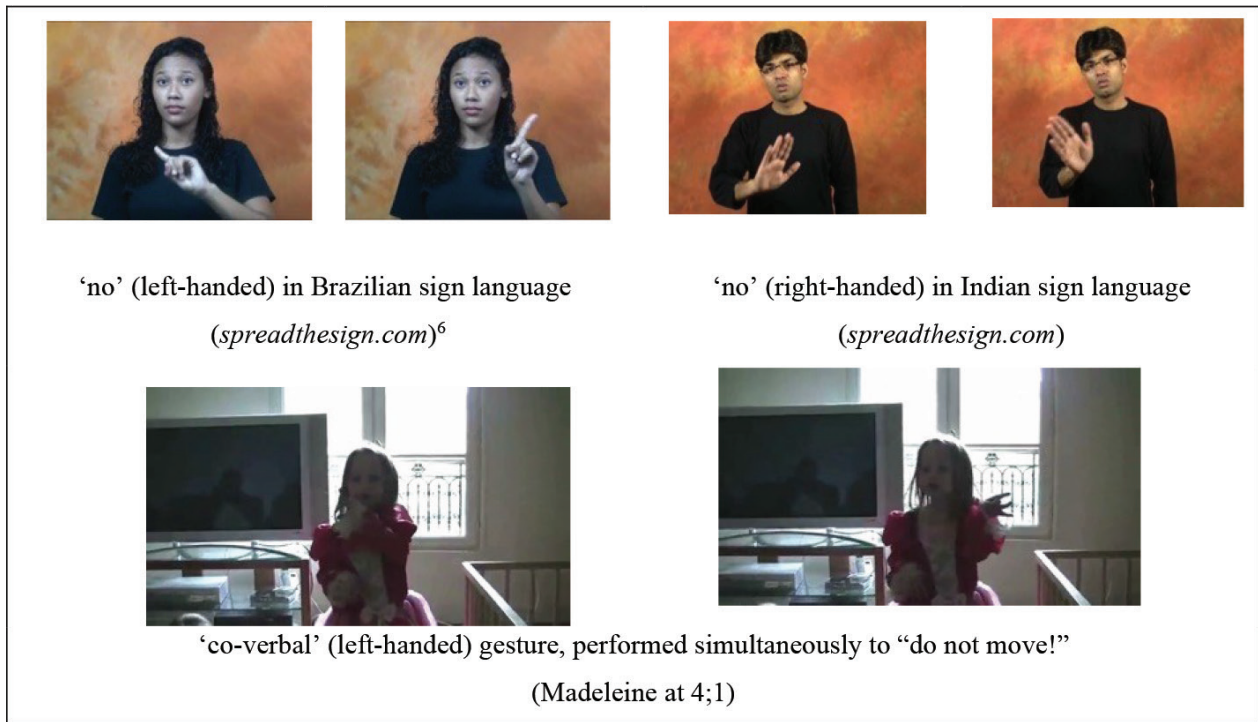 ‘no’ (left-handed) in Brazilian sign language
(spreadthesign.com)6
‘no’ (right-handed) in Indian sign language
(spreadthesign.com)
‘co-verbal’ (left-handed) gesture, performed simultaneously to “do not move!”
(Madeleine at 4;1)